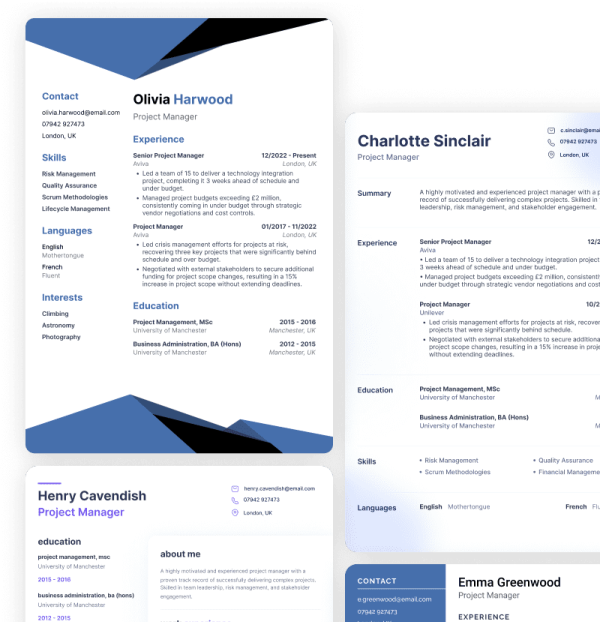 Contact
olivia.harwood@email.com
07942 927473
London, UK
Skills
Risk Management
Quality Assurance
Scrum Methodologies
Lifecycle Management
Languages
English
Mothertongue
French
Fluent
Interests
Climbing
Astronomy
Photography
Olivia Harwood
Project Manager
Experience
Senior Project Manager 12/2022 - Present
Aviva London, UK
• Led a team of 15 to deliver a technology integration
project, completing it 3 weeks ahead of schedule and
under budget.
• Managed project budgets exceeding £2 million,
consistently coming in under budget through strategic
vendor negotiations and cost controls.
Project Manager 01/2017 - 11/2022
Aviva London, UK
• Led crisis management efforts for projects at risk,
recovering three key projects that were significantly behind
schedule and over budget.
• Negotiated with external stakeholders to secure additional
funding for project scope changes, resulting in a 15%
increase in project scope without extending deadlines.
Education
Project Management, MSc 2015 - 2016
University of Manchester Manchester, UK
Business Administration, BA (Hons) 2012 - 2015
University of Manchester Manchester, UK
Charlotte Sinclair
Project Manager
c.sinclair@emai
07942 927473
London, UK
Summary
A highly motivated and experienced project manager with a p
record of successfully delivering complex projects. Skilled in
leadership, risk management, and stakeholder engagement.
Experience
Senior Project Manager 12/2
Aviva
• Led a team of 15 to deliver a technology integration project
3 weeks ahead of schedule and under budget.
• Managed project budgets exceeding £2 million, consistent
under budget through strategic vendor negotiations and cost
Project Manager 10/2
Unliever
• Led crisis management efforts for projects at risk, recover
projects that were significantly behind schedule.
• Negotiated with external stakeholders to secure additiona
project scope changes, resulting in a 15% increase in proje
without extending deadlines.
Education
Project Management, MSc
University of Manchester M
Business Administration, BA (Hons)
University of Manchester M
Skills
• Risk Management • Quality Assurance
• Scrum Methodologies • Financial Manageme
Languages
English Mothertongue French Flu
Henry Cavendish
Project Manager
henry.cavendish@email.com
07942 927473
London, UK
education
project management, msc
University of Manchester
2015 - 2016
business administration, ba (hons)
University of Manchester
2012 - 2015
about me
A highly motivated and experienced project manager with a
proven track record of successfully delivering complex projects.
Skilled in team leadership, risk management, and stakeholder
engagement.
CONTACT
e.greenwood@email.com
07942 927473
Emma Greenwood
Project Manager
EXPERIENCE